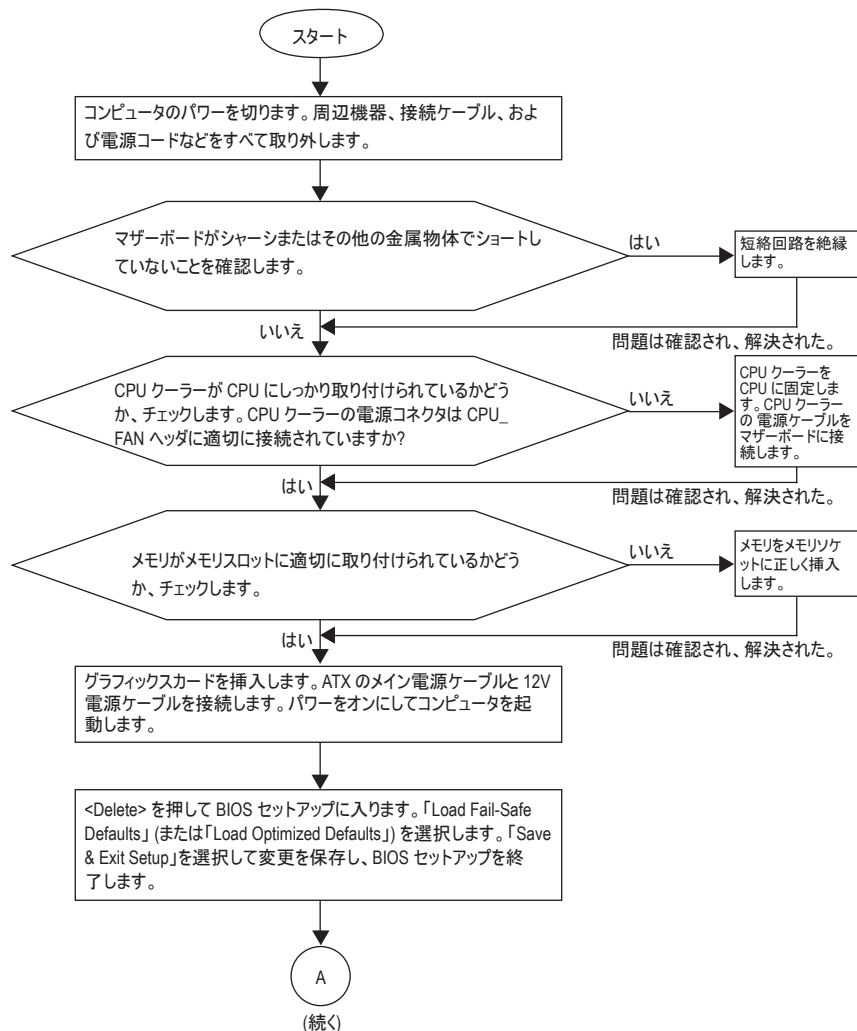 スタート
コンピュータのパワーを切ります。周辺機器、接続ケーブル、およ
び電源コードなどをすべて取り外します。
マザーボードがシャーシまたはその他の金属物体でショートし
ていないことを確認します。
はい
短絡回路を絶縁
します。
いいえ
問題は確認され、解決された。
CPU クーラーが CPU にしっかり取り付けられているかどう
か、チェックします。CPU クーラーの電源コネクタは CPU_
FAN ヘッダに適切に接続されていますか?
いいえ
CPU クーラーを
CPU に固定しま
す。CPU クーラー
の 電源ケーブルを
マザーボードに接
続します。
はい
問題は確認され、解決された。
メモリがメモリスロットに適切に取り付けられているかどう
か、チェックします。
いいえ
メモリをメモリソケ
ットに正しく挿入
します。
はい
問題は確認され、解決された。
グラフィックスカードを挿入します。ATX のメイン電源ケーブルと 12V
電源ケーブルを接続します。パワーをオンにしてコンピュータを起
動します。
<Delete> を押して BIOS セットアップに入ります。「Load Fail-Safe
Defaults」 (または「Load Optimized Defaults」) を選択します。「Save
& Exit Setup」を選択して変更を保存し、BIOS セットアップを終
了します。
A
(続く)